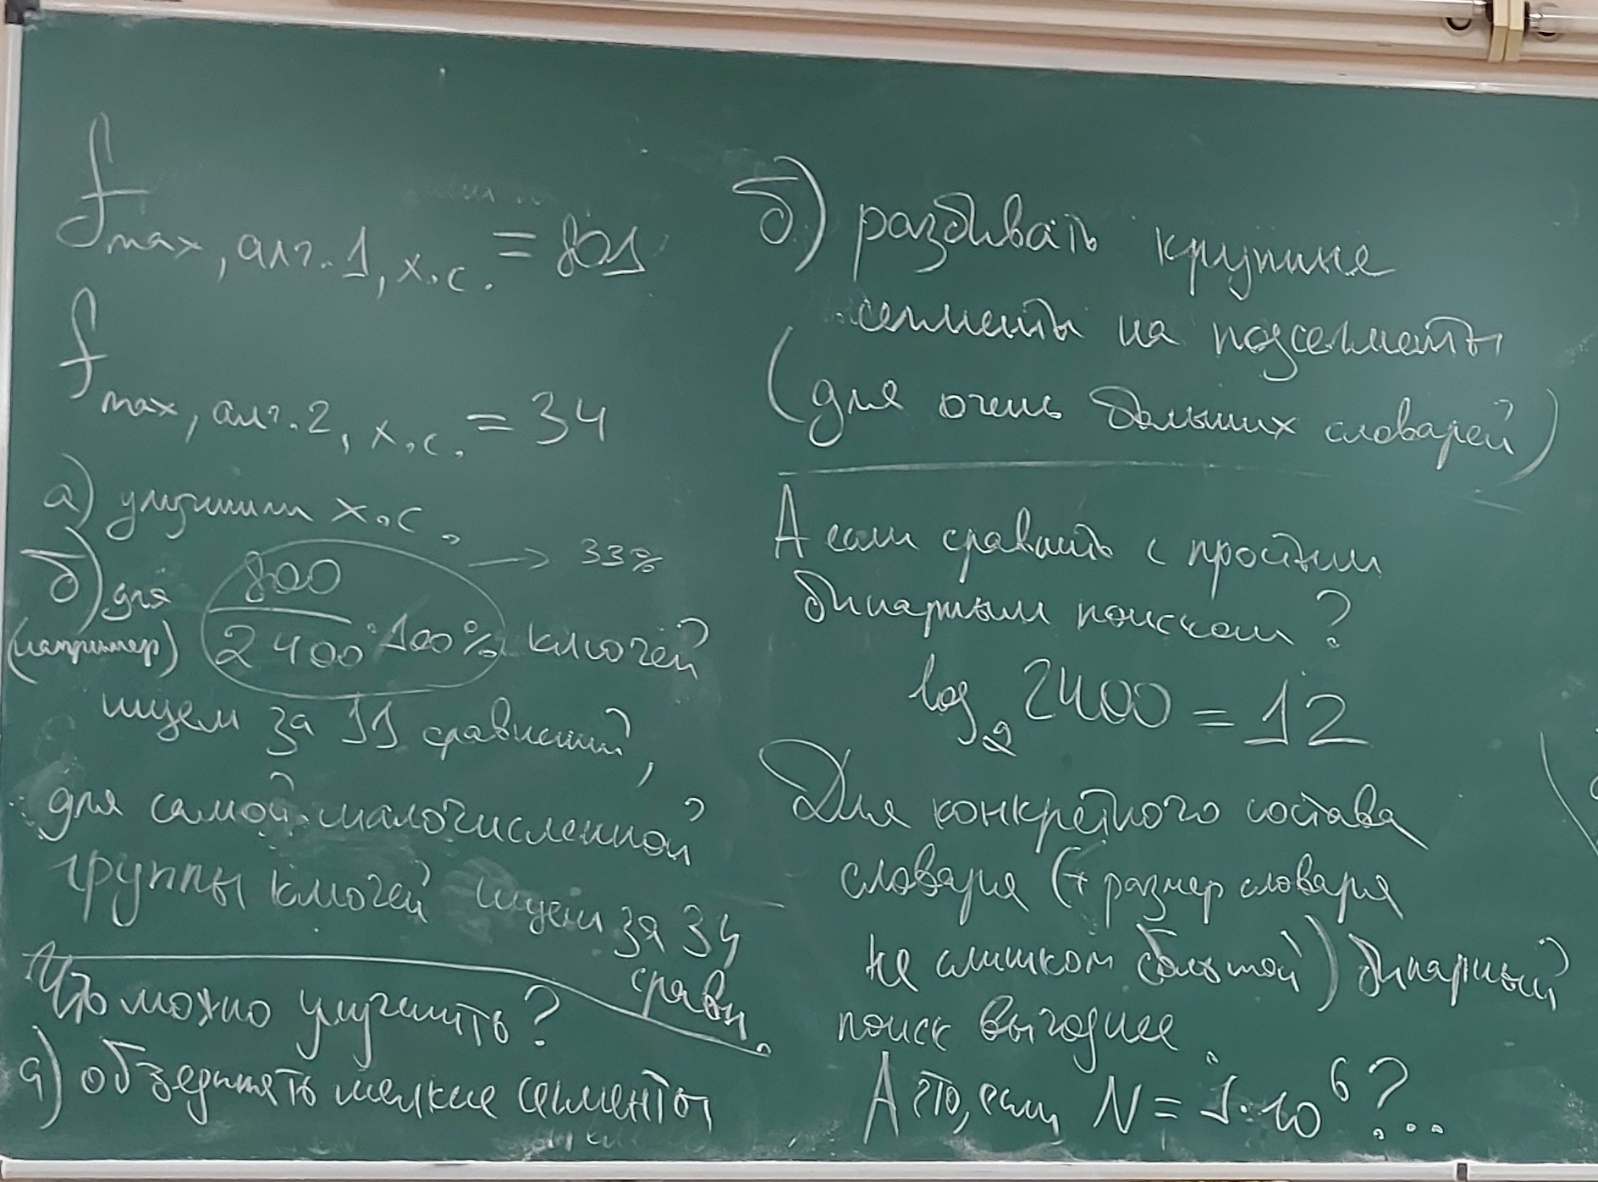 f max, алг. 1, х.с. = 801
f max, алг. 2, х.с. = 34
а) улучшили х.с.
б) для (например) 800/2400 · 100% ключей → 33%
ищем за 11 сравнений,
для самой малочисленной
группы ключей ищем за 34
сравн.
Что можно улучшить?
а) объединять мелкие сегменты
б) разбивать крупные
сегменты на подсегменты
(для очень больших словарей)
А если сравнить с простым
бинарным поиском?
log₂ 2400 = 12
Для конкретного состава
словаря (+ размер словаря
не слишком большой) бинарный
поиск выгоднее.
А что, если N = 1·10⁶?...